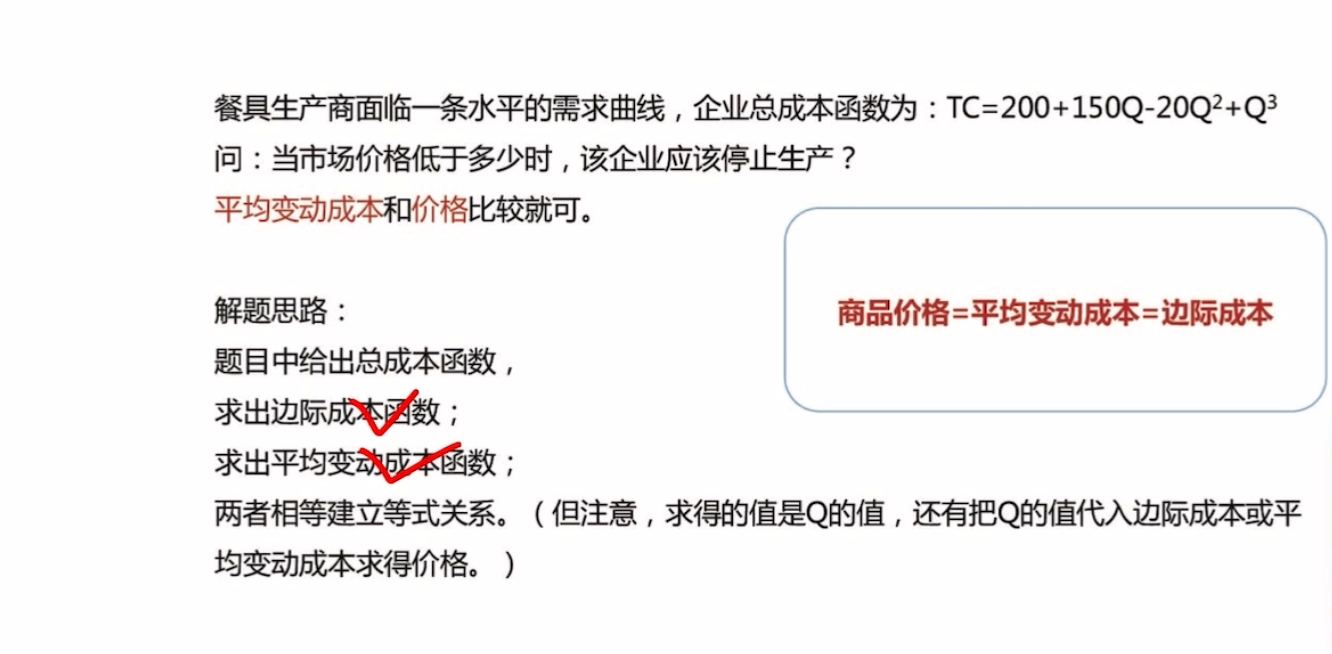 餐具生产商面临一条水平的需求曲线，企业总成本函数为：TC=200+150Q-20Q²+Q³
问：当市场价格低于多少时，该企业应该停止生产？
平均变动成本和价格比较就可。
商品价格=平均变动成本=边际成本
解题思路：
题目中给出总成本函数，
求出边际成本函数；
求出平均变动成本函数；
两者相等建立等式关系。（但注意，求得的值是Q的值，还有把Q的值代入边际成本或平
均变动成本求得价格。）